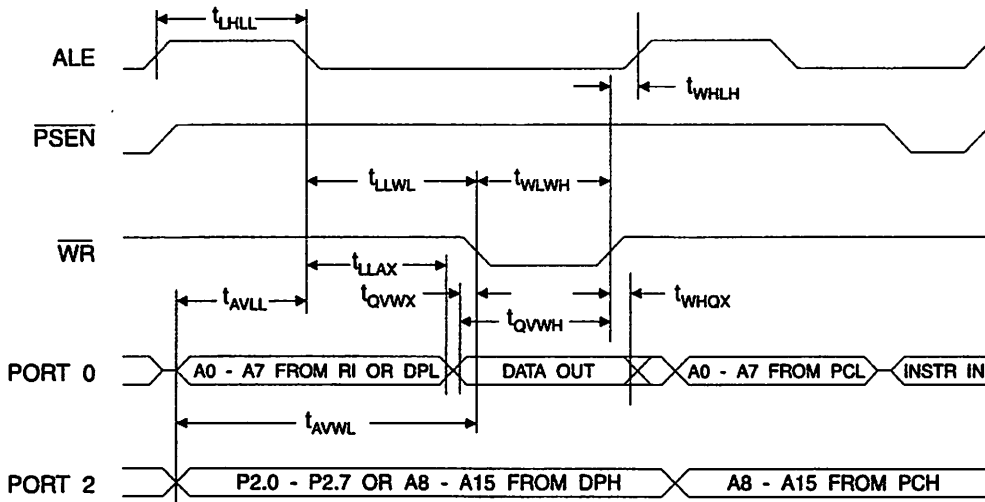 tLHLL
ALE
tWHLH
PSEN
tLLWL
tWLWH
WR
tLLAX
tAVLL
tQVWX
tWHQX
tQVWH
PORT 0
A0 - A7 FROM RI OR DPL
DATA OUT
A0 - A7 FROM PCL
INSTR IN
tAVWL
PORT 2
P2.0 - P2.7 OR A8 - A15 FROM DPH
A8 - A15 FROM PCH